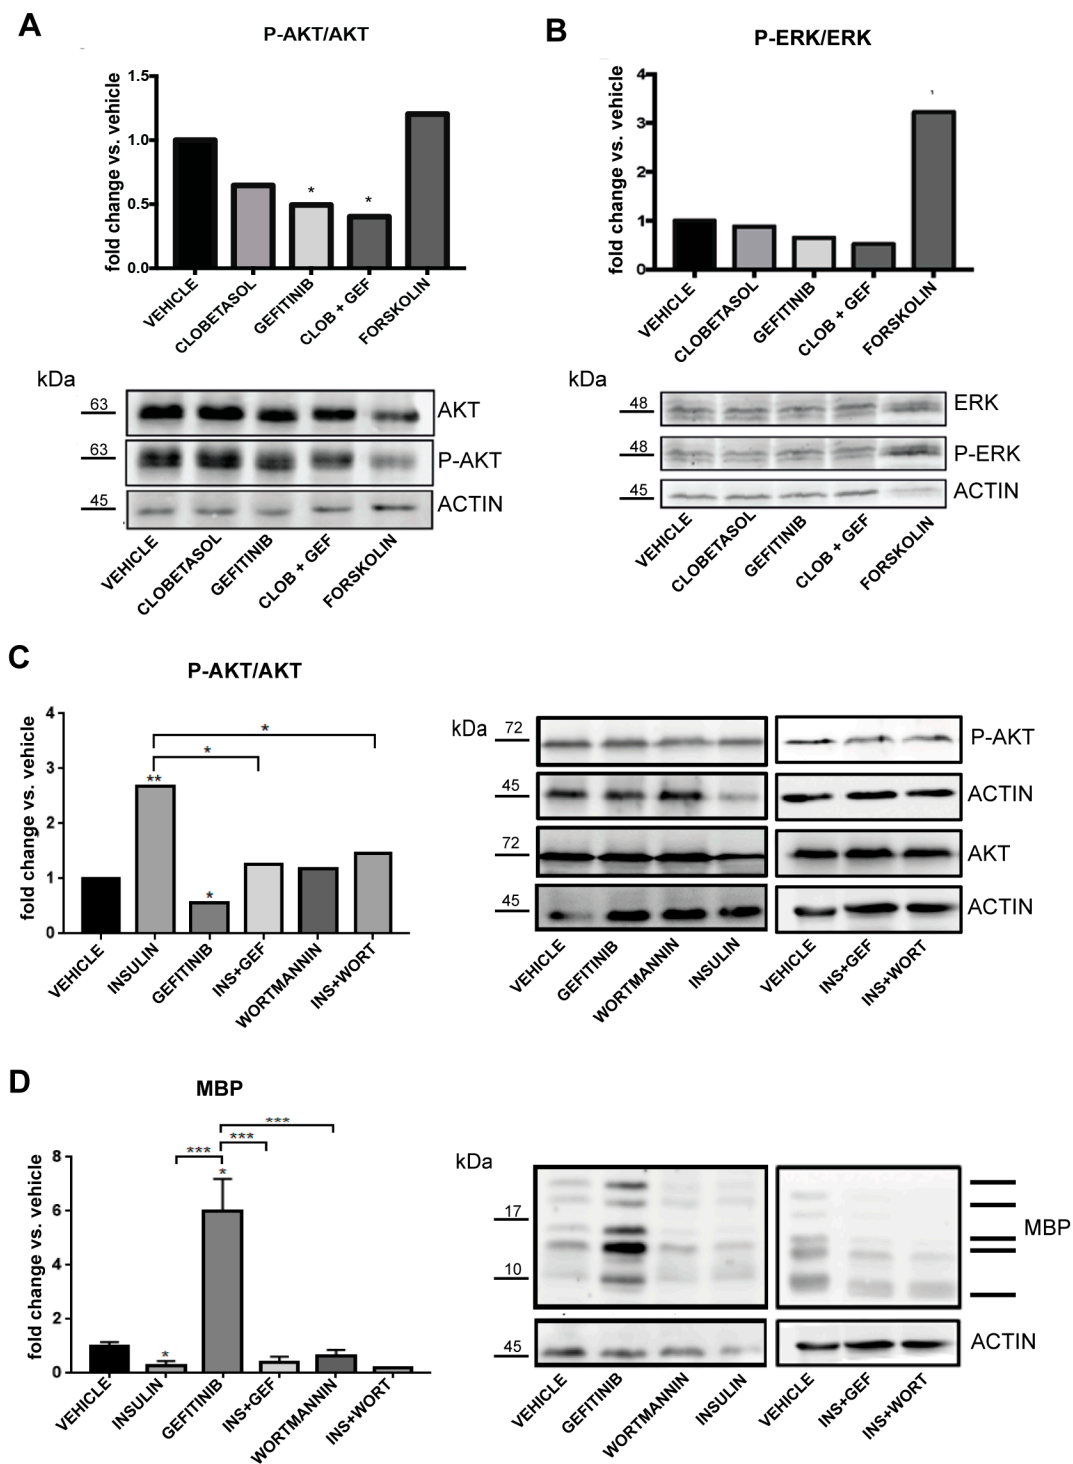 A
P-AKT/AKT
fold change vs. vehicle
1.5
1.0
0.5
0.0
*
*
VEHICLE
CLOBETASOL
GEFITINIB
CLOB + GEF
FORSKOLIN
kDa
63
AKT
63
P-AKT
45
ACTIN
VEHICLE
CLOBETASOL
GEFITINIB
CLOB + GEF
FORSKOLIN
B
P-ERK/ERK
fold change vs. vehicle
4
3
2
1
0
VEHICLE
CLOBETASOL
GEFITINIB
CLOB + GEF
FORSKOLIN
kDa
48
ERK
48
P-ERK
45
ACTIN
VEHICLE
CLOBETASOL
GEFITINIB
CLOB + GEF
FORSKOLIN
C
P-AKT/AKT
fold change vs. vehicle
4
3
2
1
0
*
*
**
*
VEHICLE
INSULIN
GEFITINIB
INS+GEF
WORTMANNIN
INS+WORT
kDa
72
P-AKT
45
ACTIN
72
AKT
45
ACTIN
VEHICLE
GEFITINIB
WORTMANNIN
INSULIN
VEHICLE
INS+GEF
INS+WORT
D
MBP
fold change vs. vehicle
8
6
4
2
0
***
***
***
*
*
VEHICLE
INSULIN
GEFITINIB
INS+GEF
WORTMANNIN
INS+WORT
kDa
17
MBP
10
45
ACTIN
VEHICLE
GEFITINIB
WORTMANNIN
INSULIN
VEHICLE
INS+GEF
INS+WORT